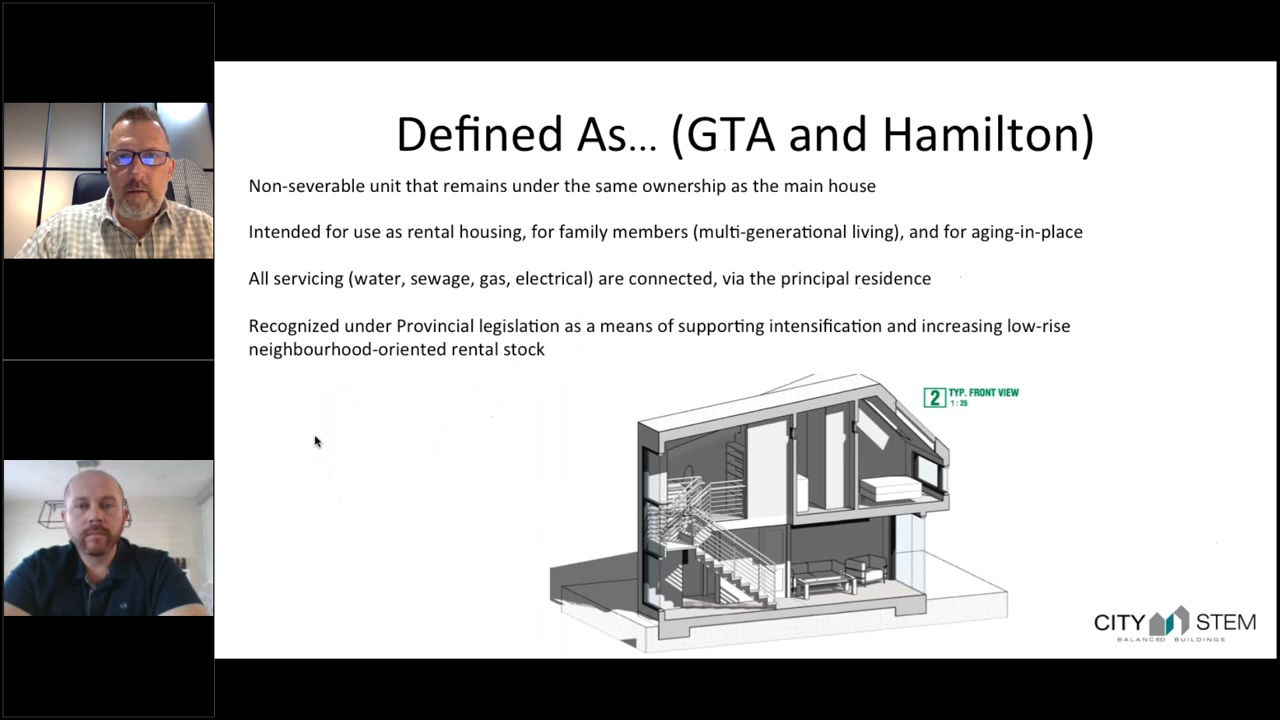 Defined As... (GTA and Hamilton)
Non-severable unit that remains under the same ownership as the main house
Intended for use as rental housing, for family members (multi-generational living), and for aging-in-place
All servicing (water, sewage, gas, electrical) are connected, via the principal residence
Recognized under Provincial legislation as a means of supporting intensification and increasing low-rise
neighbourhood-oriented rental stock
2 TYP. FRONT VIEW
1 : 25
CITY STEM
BALANCED BUILDINGS